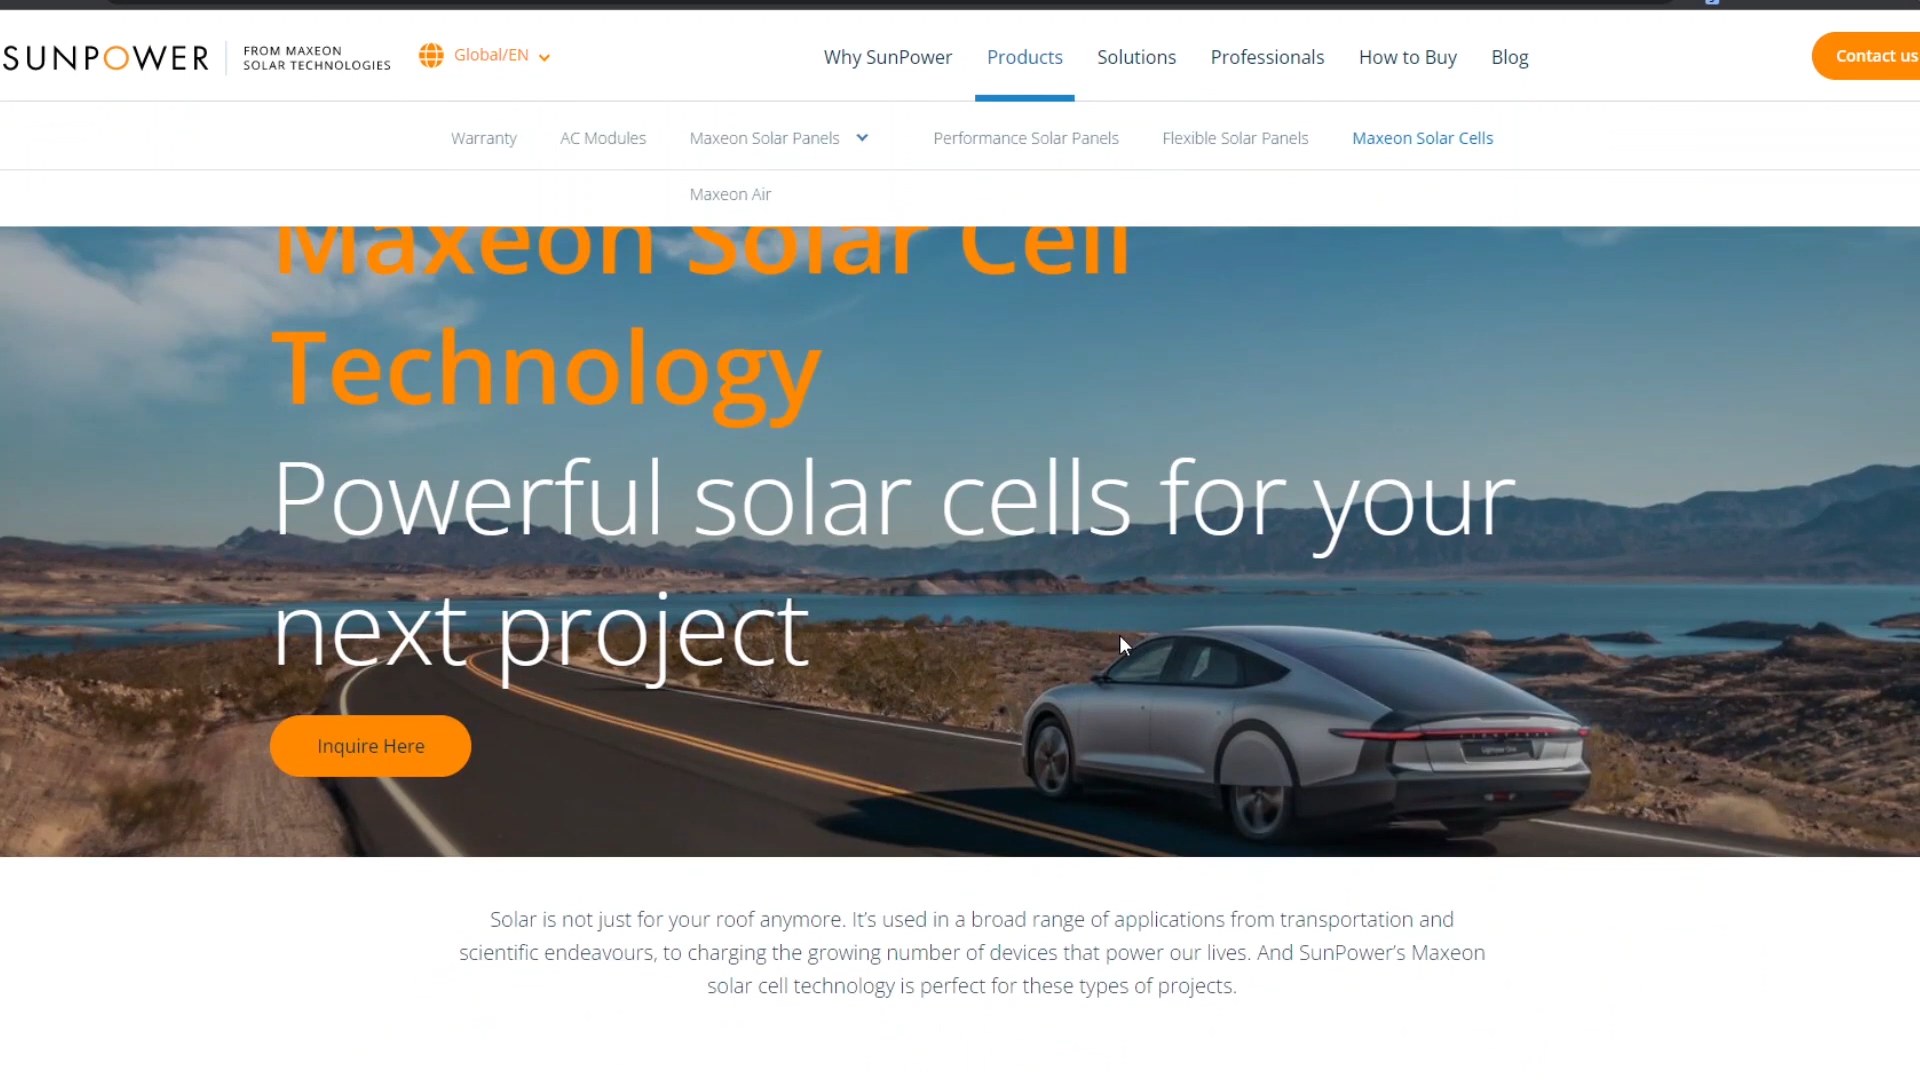 SUNPOWER
FROM MAXEON
SOLAR TECHNOLOGIES
Global/EN
Why SunPower
Products
Solutions
Professionals
How to Buy
Blog
Contact us
Warranty
AC Modules
Maxeon Solar Panels
Performance Solar Panels
Flexible Solar Panels
Maxeon Solar Cells
Maxeon Air
Maxeon Solar Cell
Technology
Powerful solar cells for your
next project
Inquire Here
Solar is not just for your roof anymore. It’s used in a broad range of applications from transportation and
scientific endeavours, to charging the growing number of devices that power our lives. And SunPower’s Maxeon
solar cell technology is perfect for these types of projects.